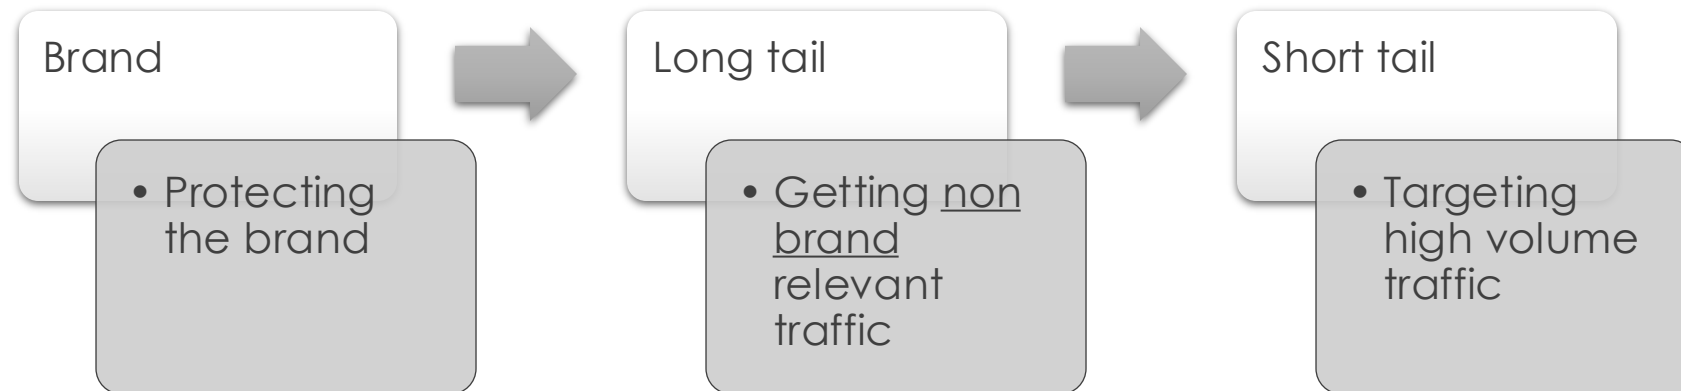 Brand
• Protecting
the brand
Long tail
• Getting non
brand
relevant
traffic
Short tail
• Targeting
high volume
traffic